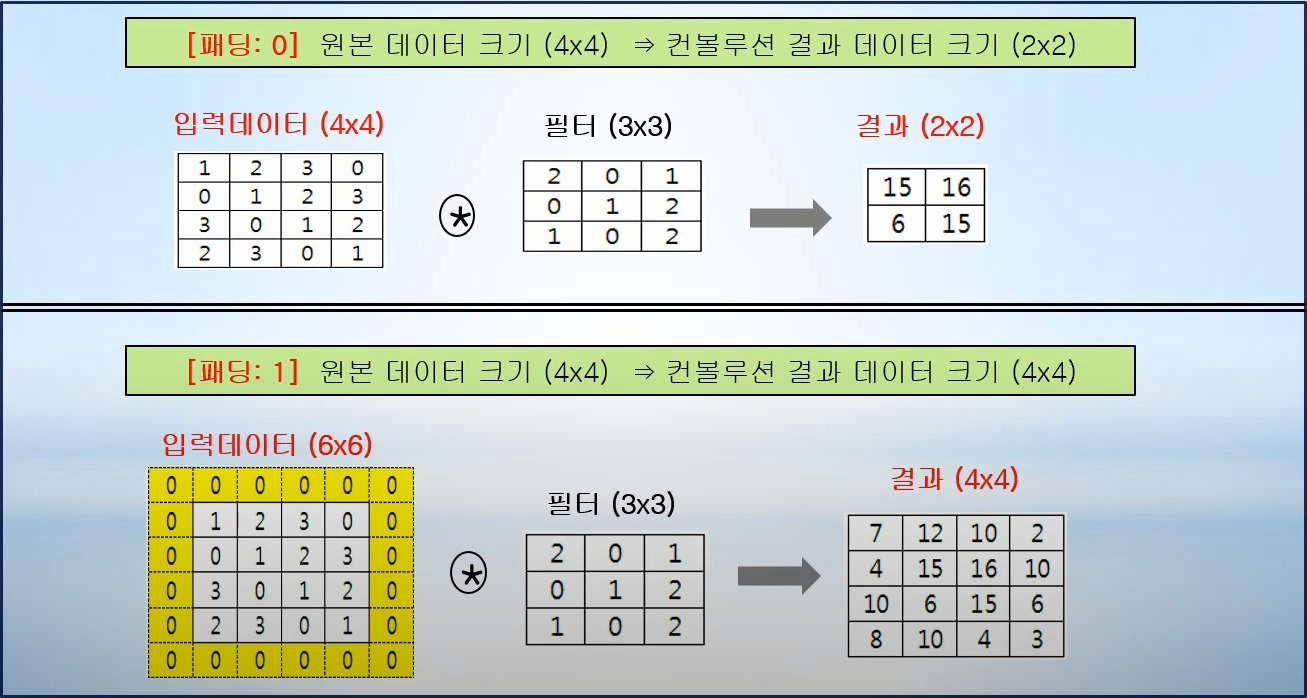 [패딩: 0] 원본 데이터 크기 (4x4) ⇒ 컨볼루션 결과 데이터 크기 (2x2)
입력데이터 (4x4)
1 2 3 0
0 1 2 3
3 0 1 2
2 3 0 1
*
필터 (3x3)
2 0 1
0 1 2
1 0 2
결과 (2x2)
15 16
6 15
[패딩: 1] 원본 데이터 크기 (4x4) ⇒ 컨볼루션 결과 데이터 크기 (4x4)
입력데이터 (6x6)
0 0 0 0 0 0
0 1 2 3 0 0
0 0 1 2 3 0
0 3 0 1 2 0
0 2 3 0 1 0
0 0 0 0 0 0
*
필터 (3x3)
2 0 1
0 1 2
1 0 2
결과 (4x4)
7 12 10 2
4 15 16 10
10 6 15 6
8 10 4 3